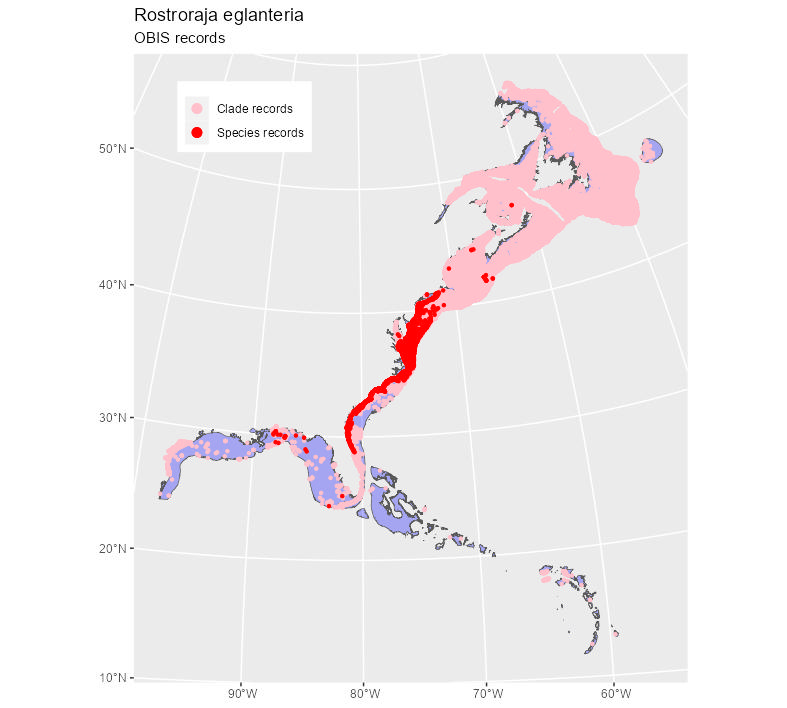 Rostroraja eglanteria
OBIS records
Clade records
Species records
50°N
40°N
30°N
20°N
10°N
90°W
80°W
70°W
60°W